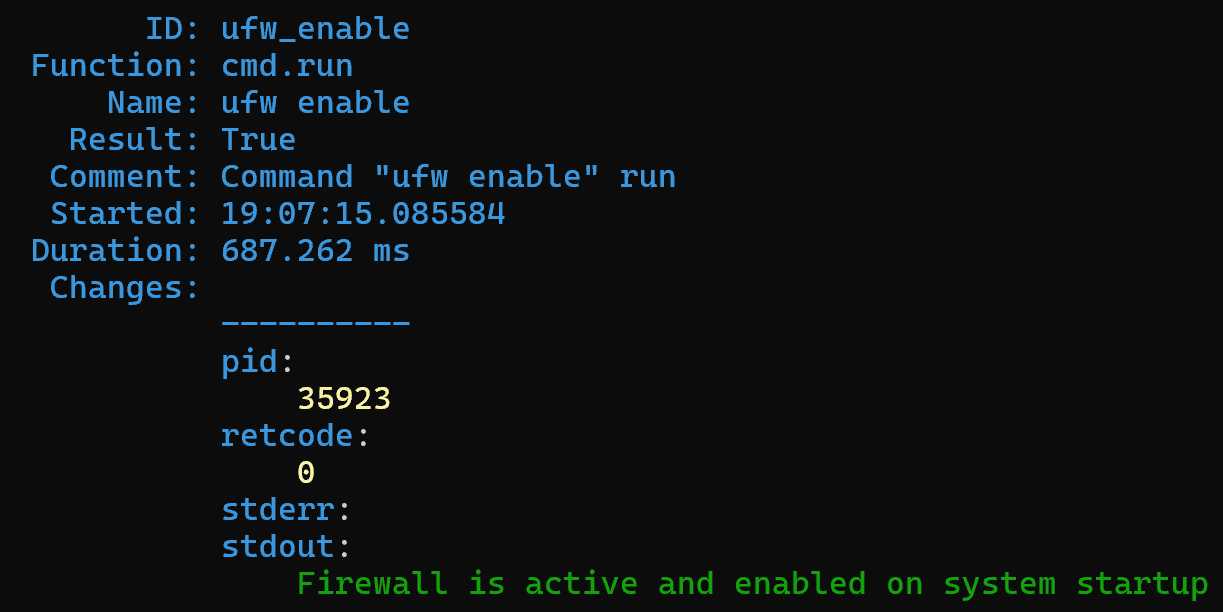 ID: ufw_enable
Function: cmd.run
Name: ufw enable
Result: True
Comment: Command "ufw enable" run
Started: 19:07:15.085584
Duration: 687.262 ms
Changes:
----------
pid:
35923
retcode:
0
stderr:
stdout:
Firewall is active and enabled on system startup